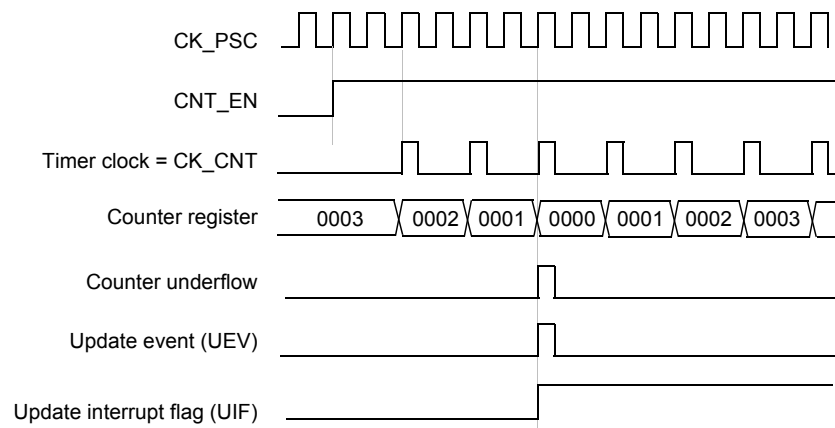 CK_PSC
CNT_EN
Timer clock = CK_CNT
Counter register 0003 0002 0001 0000 0001 0002 0003
Counter underflow
Update event (UEV)
Update interrupt flag (UIF)